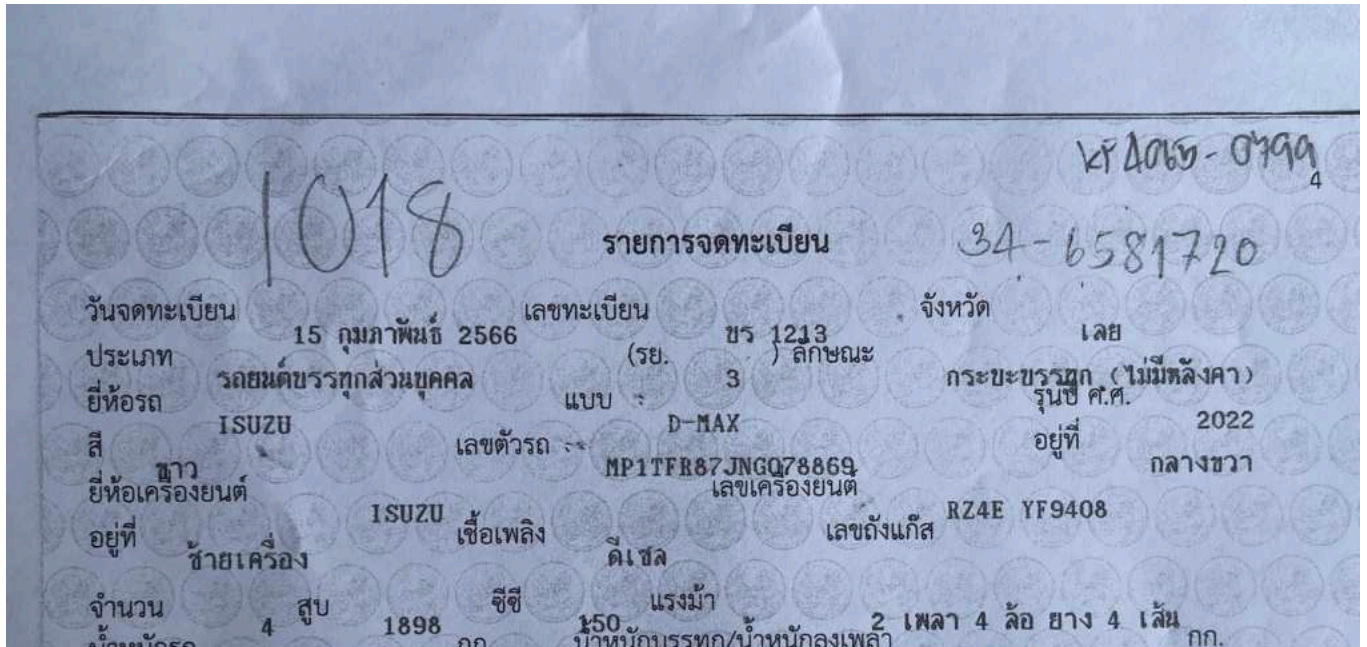 4065-0799
4
1018
รายการจดทะเบียน
34-6581720
วันจดทะเบียน เลขทะเบียน จังหวัด
15 กุมภาพันธ์ 2566 ขร 1213 เลย
ประเภท (รย. ) ลักษณะ
รถยนต์บรรทุกส่วนบุคคล 3 กระบะบรรทุก (ไม่มีหลังคา)
ยี่ห้อรถ แบบ รุ่นปี ค.ศ.
ISUZU D-MAX 2022
สี เลขตัวรถ อยู่ที่
ขาว MP1TFR87JNG078869 กลางขวา
ยี่ห้อเครื่องยนต์ เลขเครื่องยนต์
ISUZU RZ4E YF9408
อยู่ที่ เชื้อเพลิง เลขถังแก๊ส
ซ้ายเครื่อง ดีเซล
จำนวน สูบ ซีซี แรงม้า
4 1898 150 2 เพลา 4 ล้อ ยาง 4 เส้น
น้ำหนักรถ กก. น้ำหนักบรรทุก/น้ำหนักลงเพลา กก.